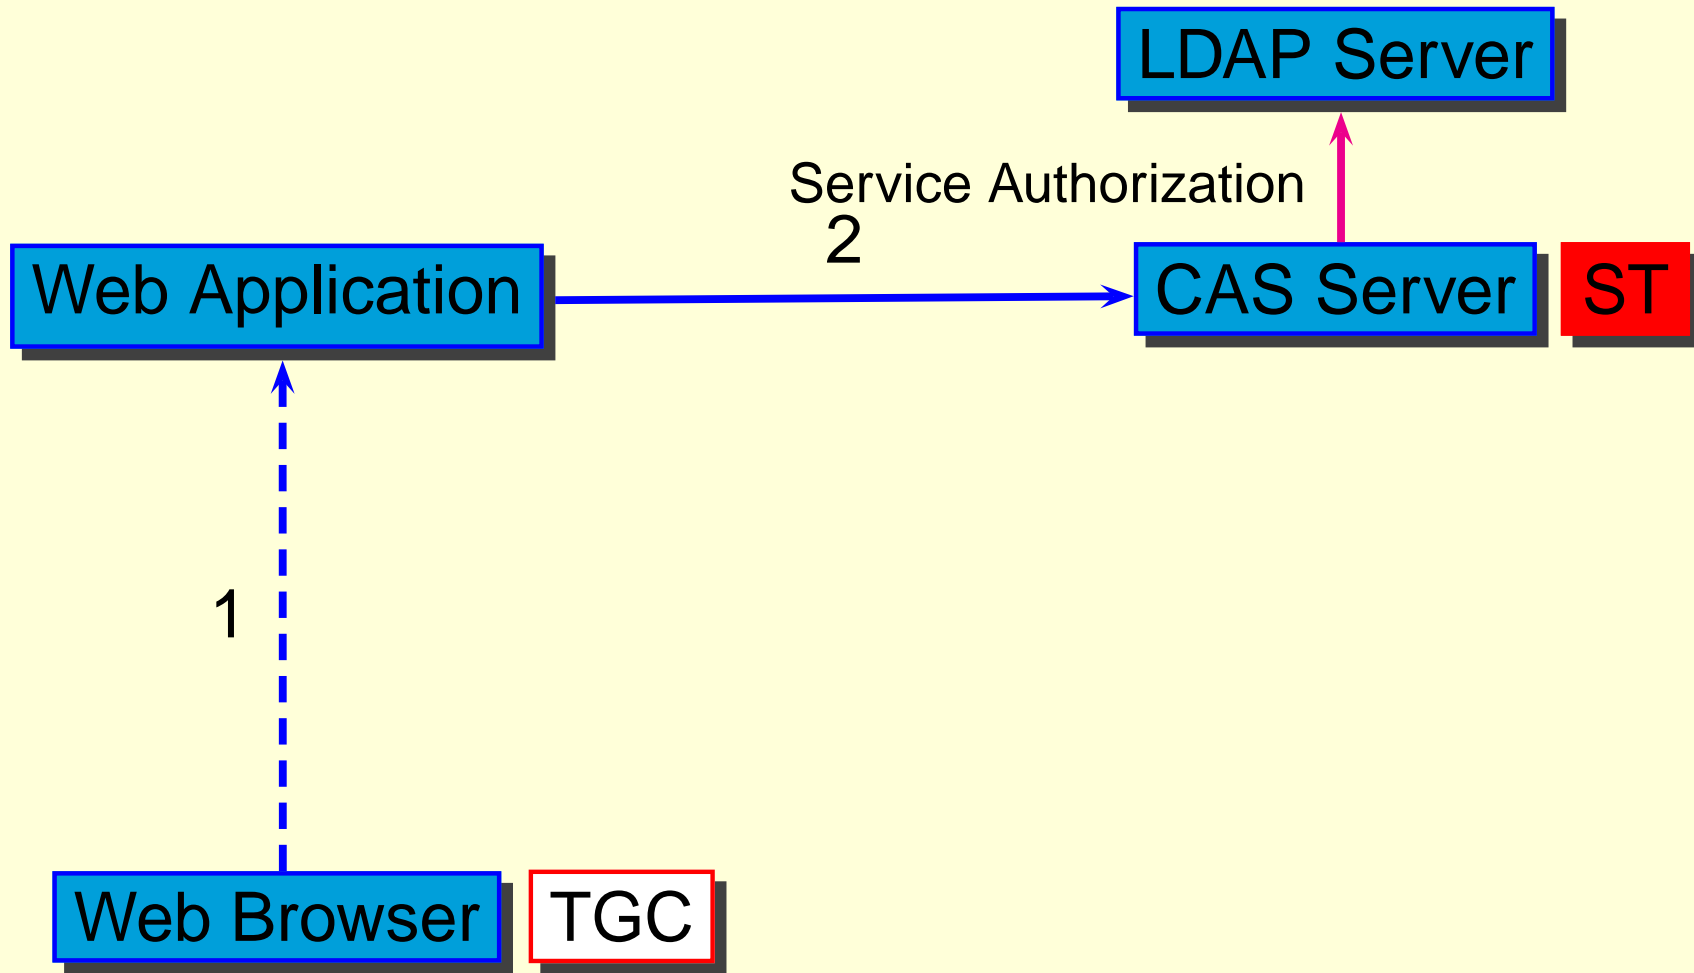 LDAP Server
Service Authorization
2
Web Application
CAS Server
ST
1
Web Browser
TGC